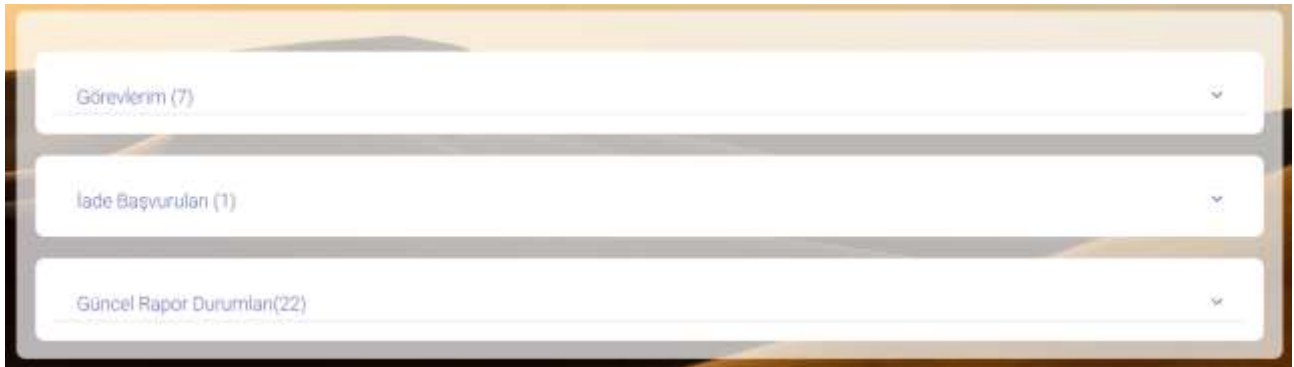 Görevlerim (7)
İade Başvuruları (1)
Güncel Rapor Durumları(22)